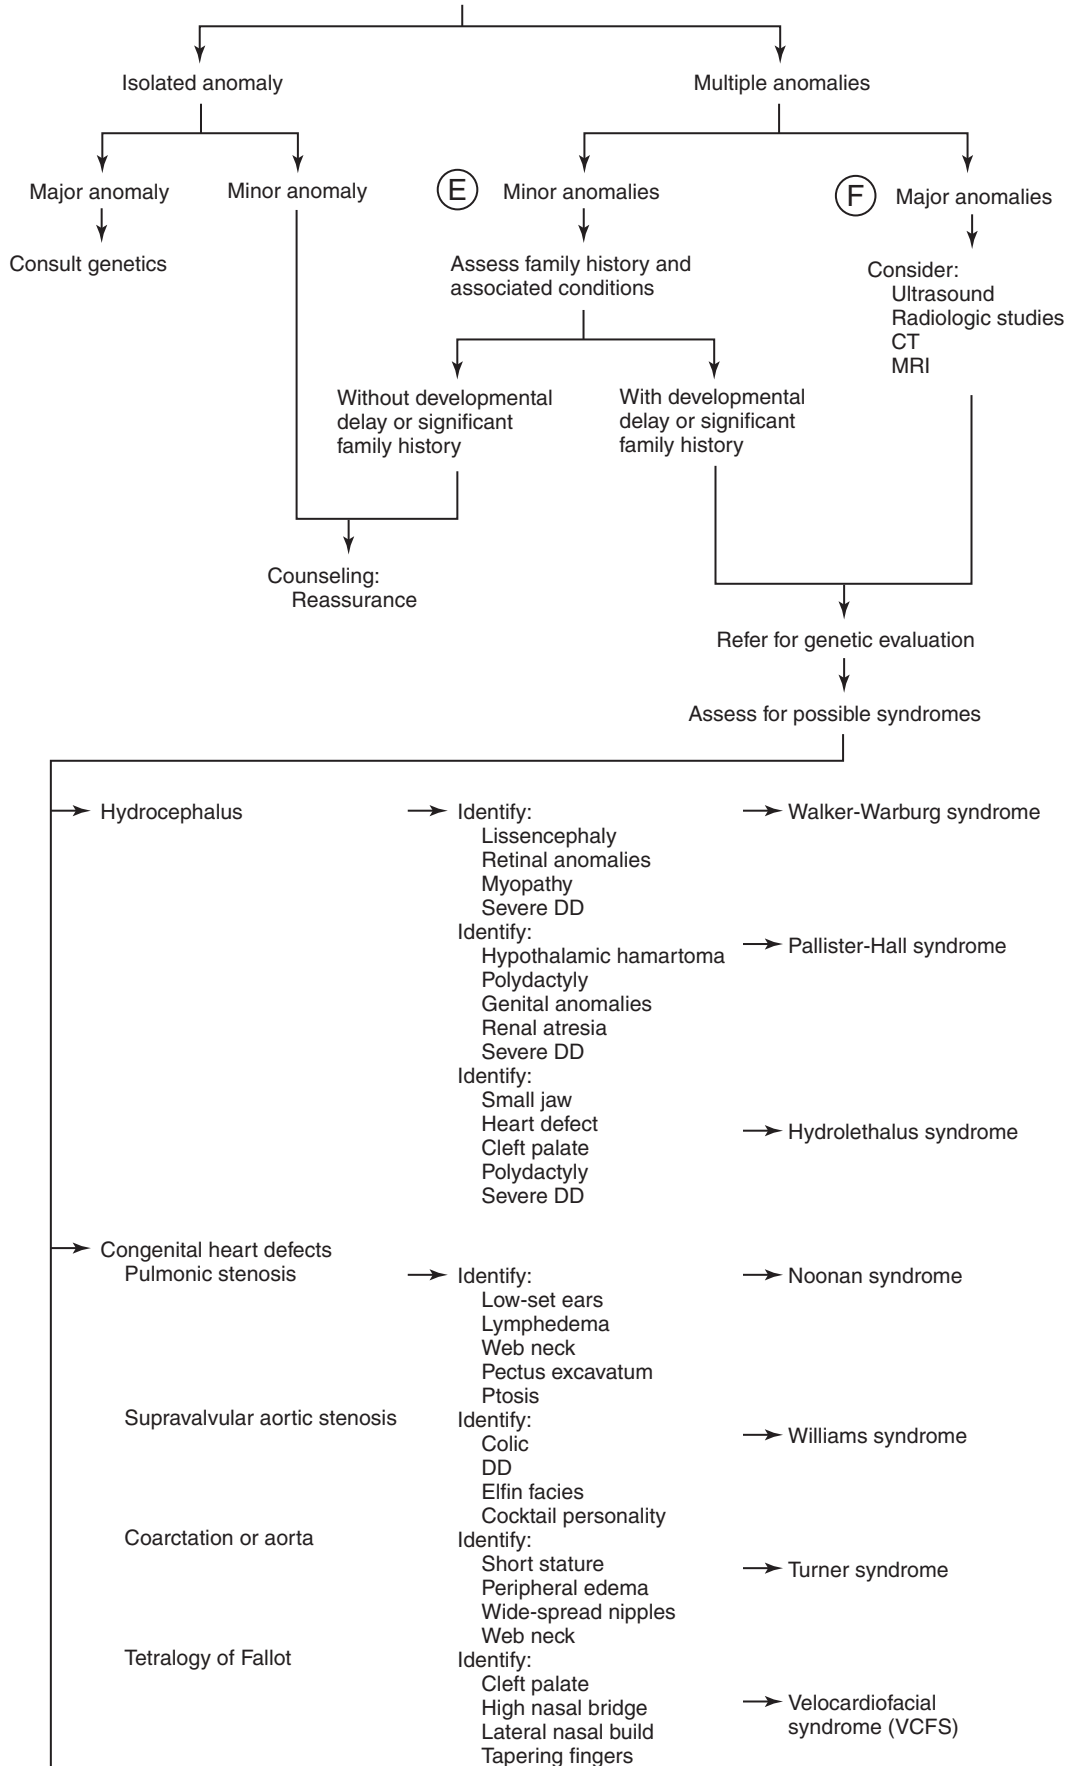 Isolated anomaly
Multiple anomalies
Major anomaly
Minor anomaly
E
Minor anomalies
F
Major anomalies
Consult genetics
Assess family history and
associated conditions
Consider:
Ultrasound
Radiologic studies
CT
MRI
Without developmental
delay or significant
family history
With developmental
delay or significant
family history
Counseling:
Reassurance
Refer for genetic evaluation
Assess for possible syndromes
Hydrocephalus
Identify:
Lissencephaly
Retinal anomalies
Myopathy
Severe DD
Walker-Warburg syndrome
Identify:
Hypothalamic hamartoma
Polydactyly
Genital anomalies
Renal atresia
Severe DD
Pallister-Hall syndrome
Identify:
Small jaw
Heart defect
Cleft palate
Polydactyly
Severe DD
Hydrolethalus syndrome
Congenital heart defects
Pulmonic stenosis
Identify:
Low-set ears
Lymphedema
Web neck
Pectus excavatum
Ptosis
Noonan syndrome
Supravalvular aortic stenosis
Identify:
Colic
DD
Elfin facies
Cocktail personality
Williams syndrome
Coarctation or aorta
Identify:
Short stature
Peripheral edema
Wide-spread nipples
Web neck
Turner syndrome
Tetralogy of Fallot
Identify:
Cleft palate
High nasal bridge
Lateral nasal build
Tapering fingers
Velocardiofacial
syndrome (VCFS)